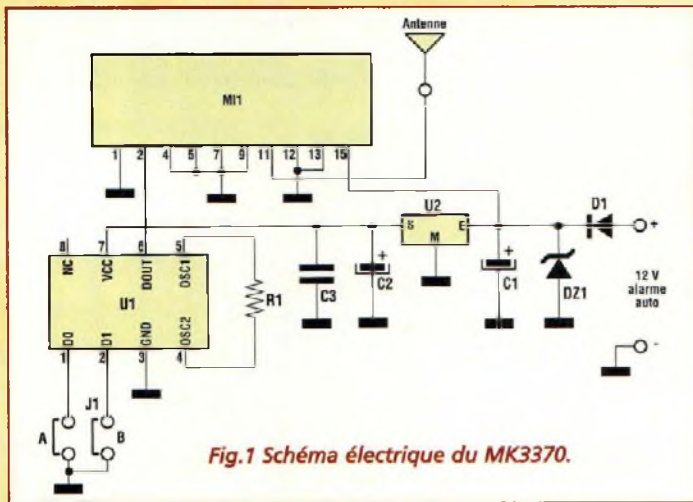 Antenne
MI1
1 2 4 5 7 9 11 12 13 15
U2
S E
M
D1
+
12 V
alarme
auto
-
DZ1
C1
+
C2
+
C3
R1
8 7 6 5
NC VCC DOUT OSC1
U1
D0 D1 GND OSC2
1 2 3 4
J1
A B
Fig.1 Schéma électrique du MK3370.